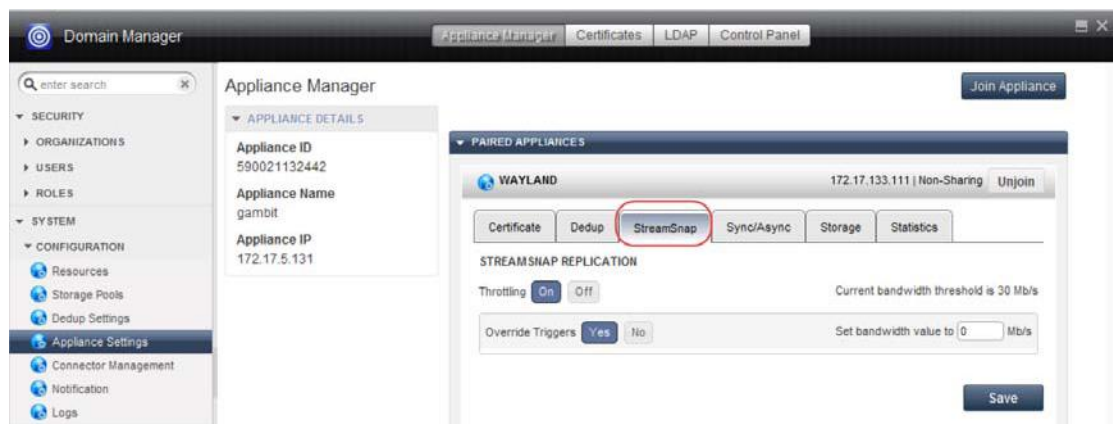 Domain Manager
Appliance Manager Certificates LDAP Control Panel
enter search
SECURITY
ORGANIZATIONS
USERS
ROLES
SYSTEM
CONFIGURATION
Resources
Storage Pools
Dedup Settings
Appliance Settings
Connector Management
Notification
Logs
Appliance Manager
Join Appliance
APPLIANCE DETAILS
Appliance ID
590021132442
Appliance Name
gambit
Appliance IP
172.17.5.131
PAIRED APPLIANCES
WAYLAND 172.17.133.111 | Non-Sharing Unjoin
Certificate Dedup StreamSnap Sync/Async Storage Statistics
STREAMSNAP REPLICATION
Throttling On Off Current bandwidth threshold is 30 Mb/s
Override Triggers Yes No Set bandwidth value to 0 Mb/s
Save